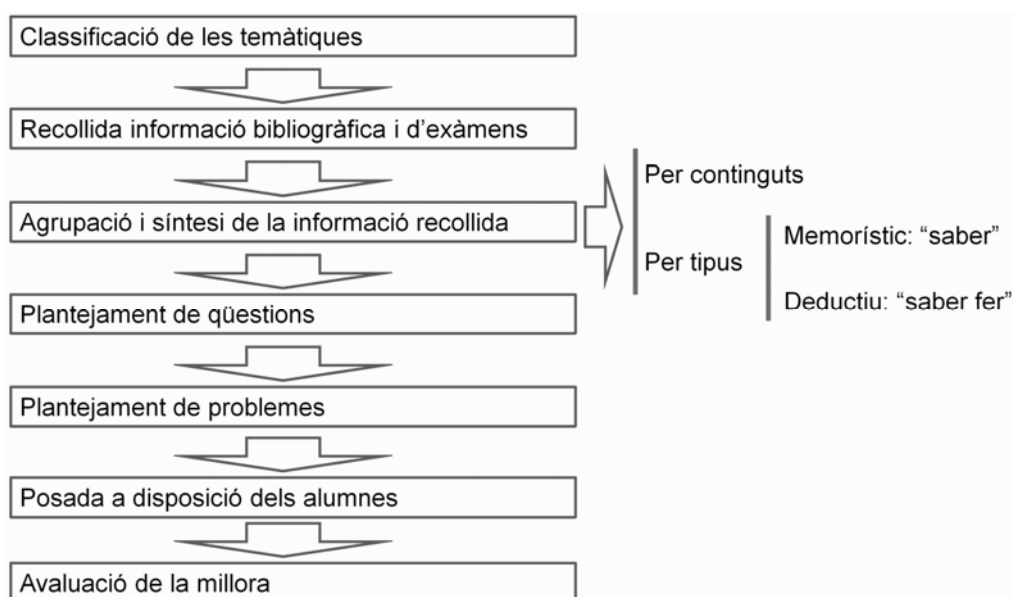 Classificació de les temàtiques
Recollida informació bibliogràfica i d'exàmens
Agrupació i síntesi de la informació recollida
Per continguts
Per tipus
Memorístic: “saber”
Deductiu: “saber fer”
Plantejament de qüestions
Plantejament de problemes
Posada a disposició dels alumnes
Avaluació de la millora